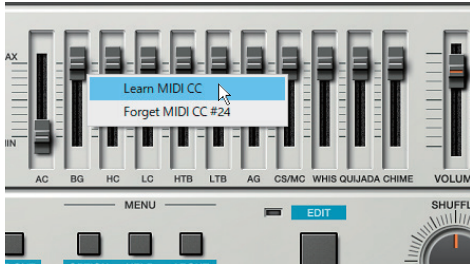 AX
Learn MIDI CC
Forget MIDI CC #24
IN
AC BG HC LC HTB LTB AG CS/MC WHIS QUIJADA CHIME VOLUM
MENU
EDIT
SHUFFL